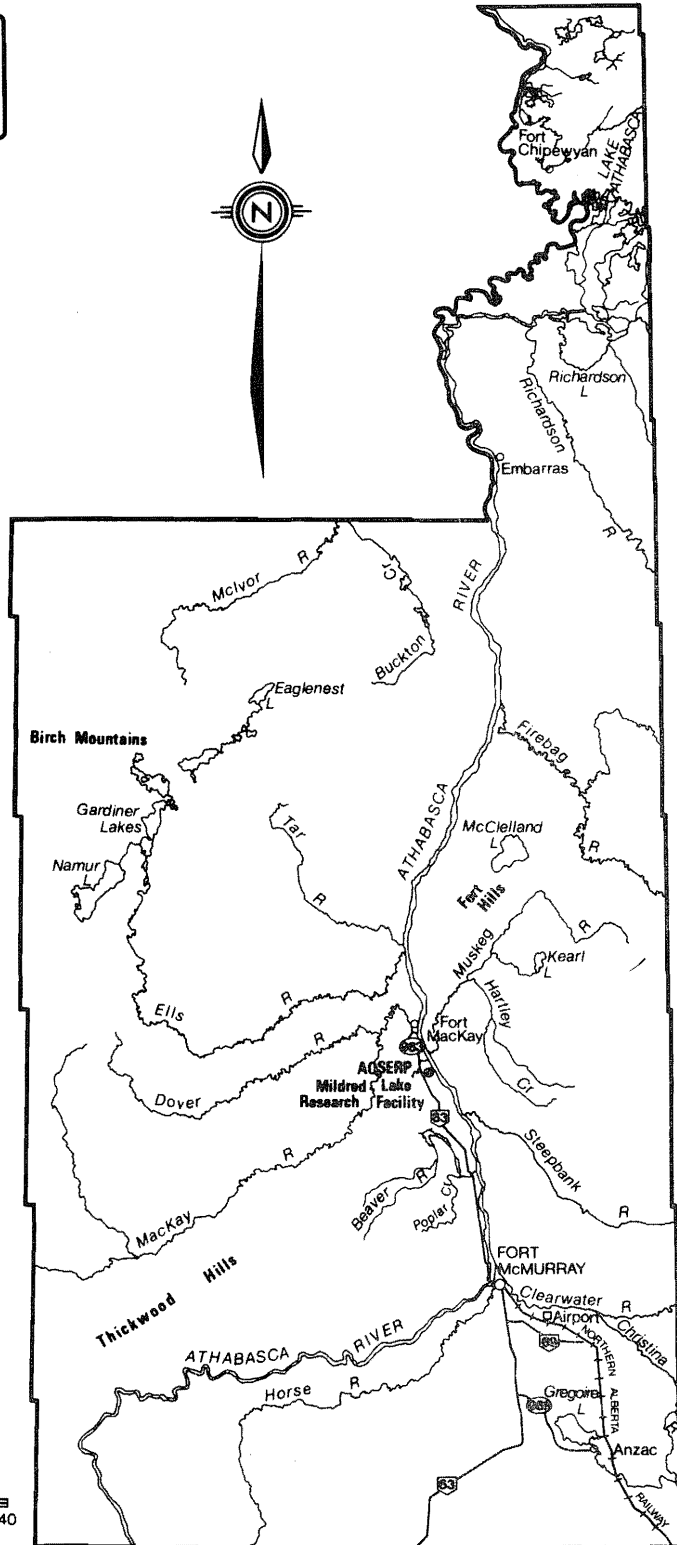 Fort
Chipewyan
LAKE
ATHABASCA
N
Richardson
L
Richardson
R
Embarras
McIvor R
Cr
Buckton
RIVER
Eaglenest
L
Birch Mountains
Firebag
R
Gardiner
Lakes
Tar
R
ATHABASCA
McClelland
L
Namur
L
Fort
Hills
Muskeg
R
Kearl
L
Hartley
Cr
Ells
R
Fort
MacKay
963
AOSERP
Mildred Lake
Research Facility
R
Dover
63
Steepbank
R
Beaver R
Poplar Cr
MacKay
R
Thickwood Hills
FORT
McMURRAY
Clearwater
R
Airport
Christina
ATHABASCA
RIVER
NORTHERN
ALBERTA
RAILWAY
Horse R
Gregoire
L
Anzac
63
40